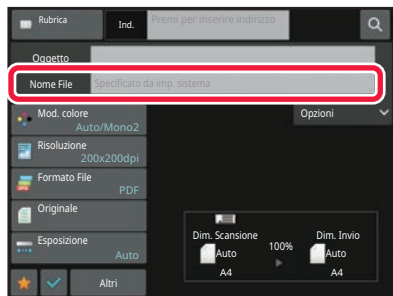 Rubrica
Ind.
Premi per inserire indirizzo
Oggetto
Nome File
Specificato da imp. sistema
Mod. colore
Auto/Mono2
Opzioni
Risoluzione
200x200dpi
Formato File
PDF
Originale
Esposizione
Auto
Dim. Scansione
100%
Dim. Invio
Auto
Auto
A4
A4
Altri